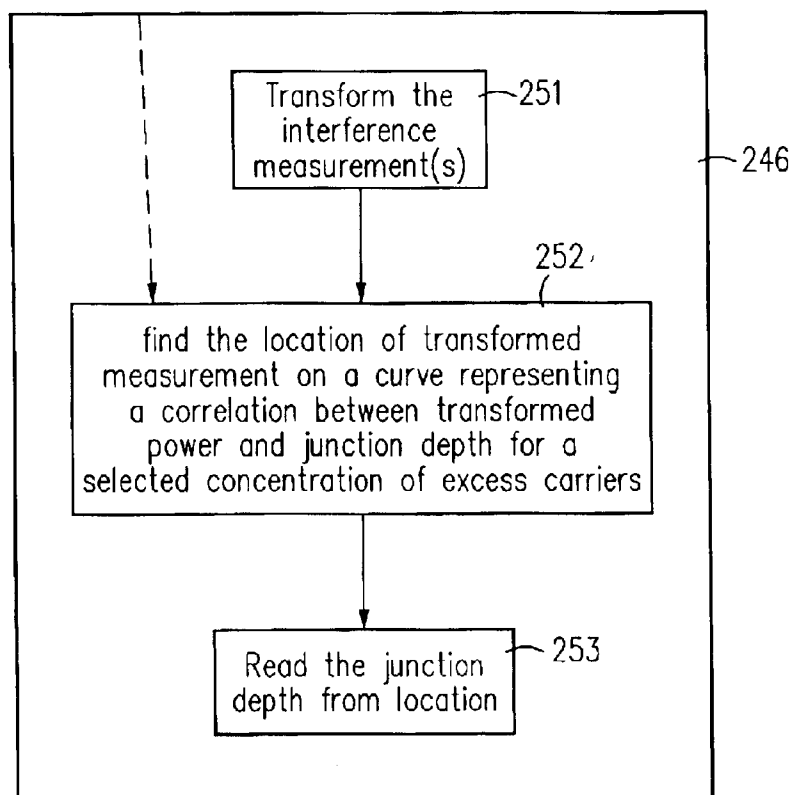 Transform the
interference
measurement(s)
251
246
252
find the location of transformed
measurement on a curve representing
a correlation between transformed
power and junction depth for a
selected concentration of excess carriers
Read the junction
depth from location
253